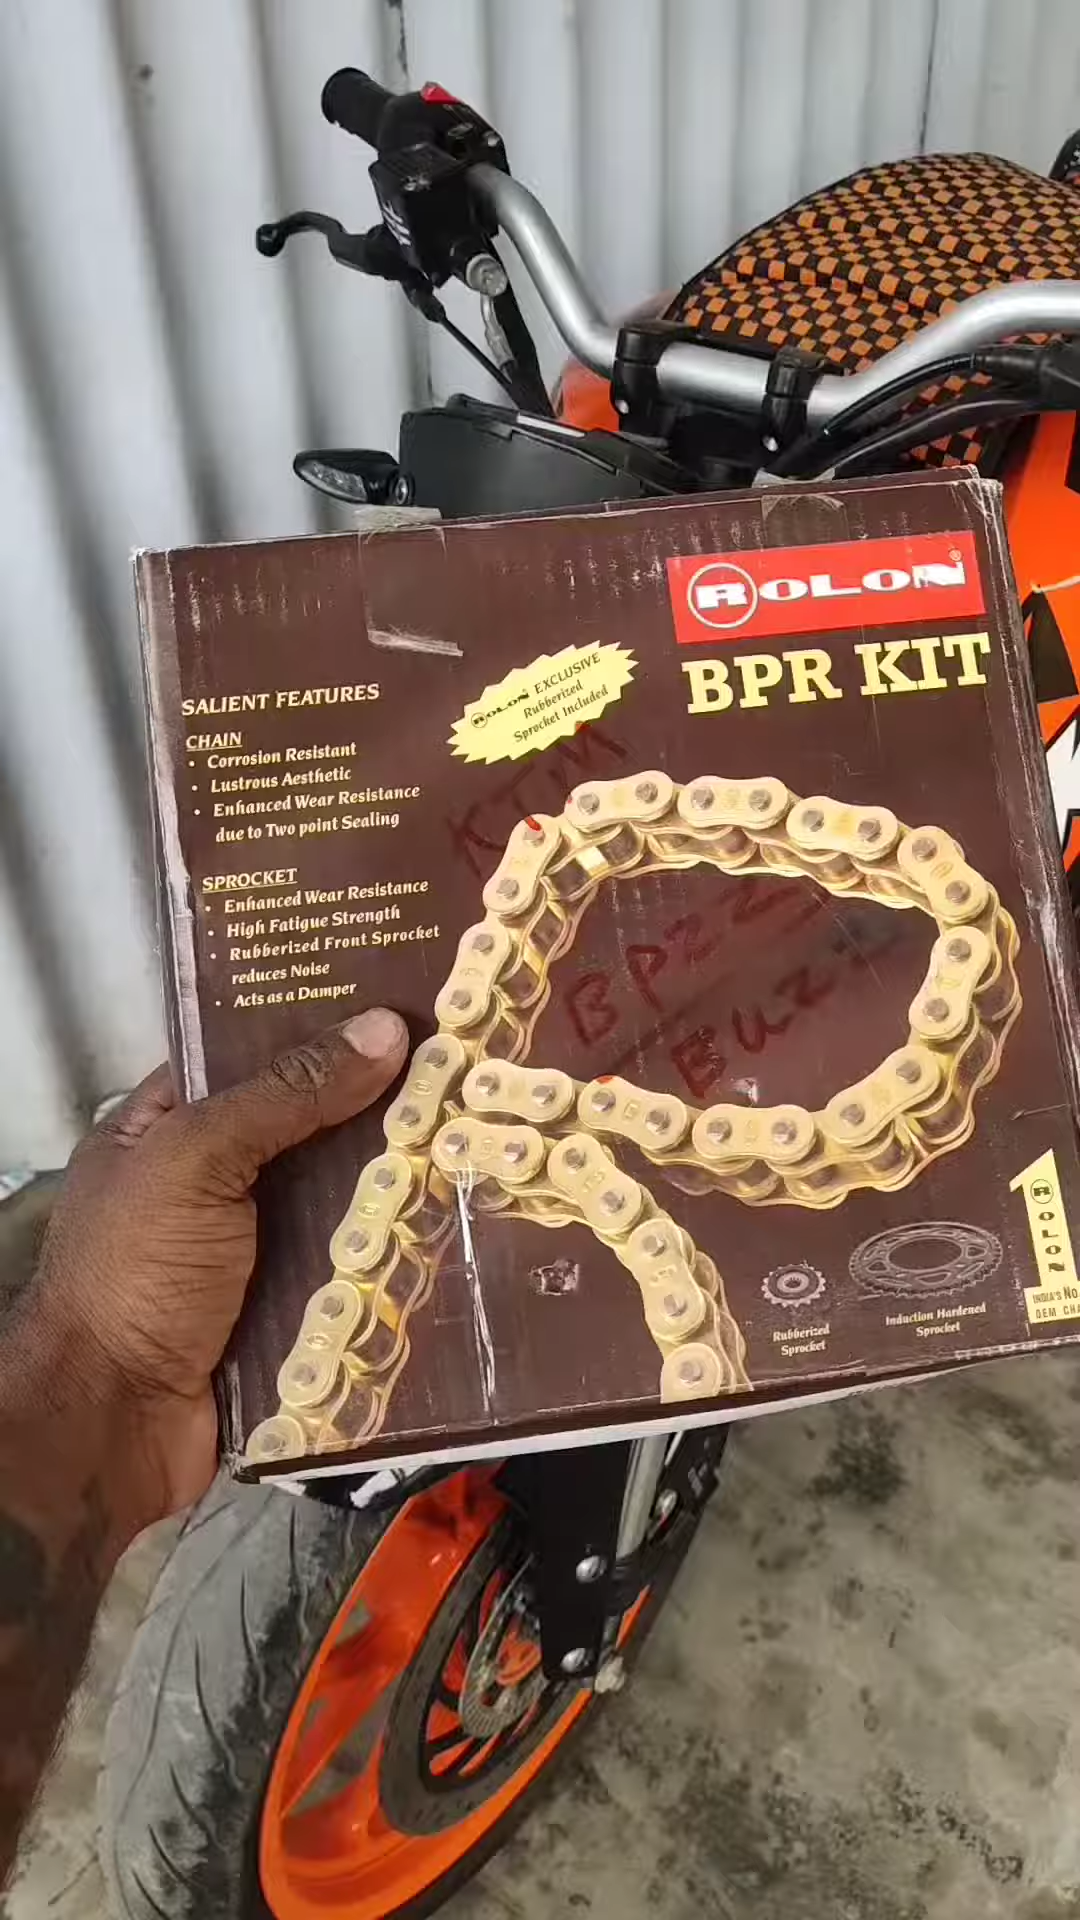 ROLON®
BPR KIT
ROLON EXCLUSIVE
Rubberized
Sprocket Included
SALIENT FEATURES
CHAIN
• Corrosion Resistant
• Lustrous Aesthetic
• Enhanced Wear Resistance
due to Two point Sealing
SPROCKET
• Enhanced Wear Resistance
• High Fatigue Strength
• Rubberized Front Sprocket
reduces Noise
• Acts as a Damper
KTM
Rubberized
Sprocket
Induction Hardened
Sprocket
1
ROLON
INDIA'S No
OEM CHA